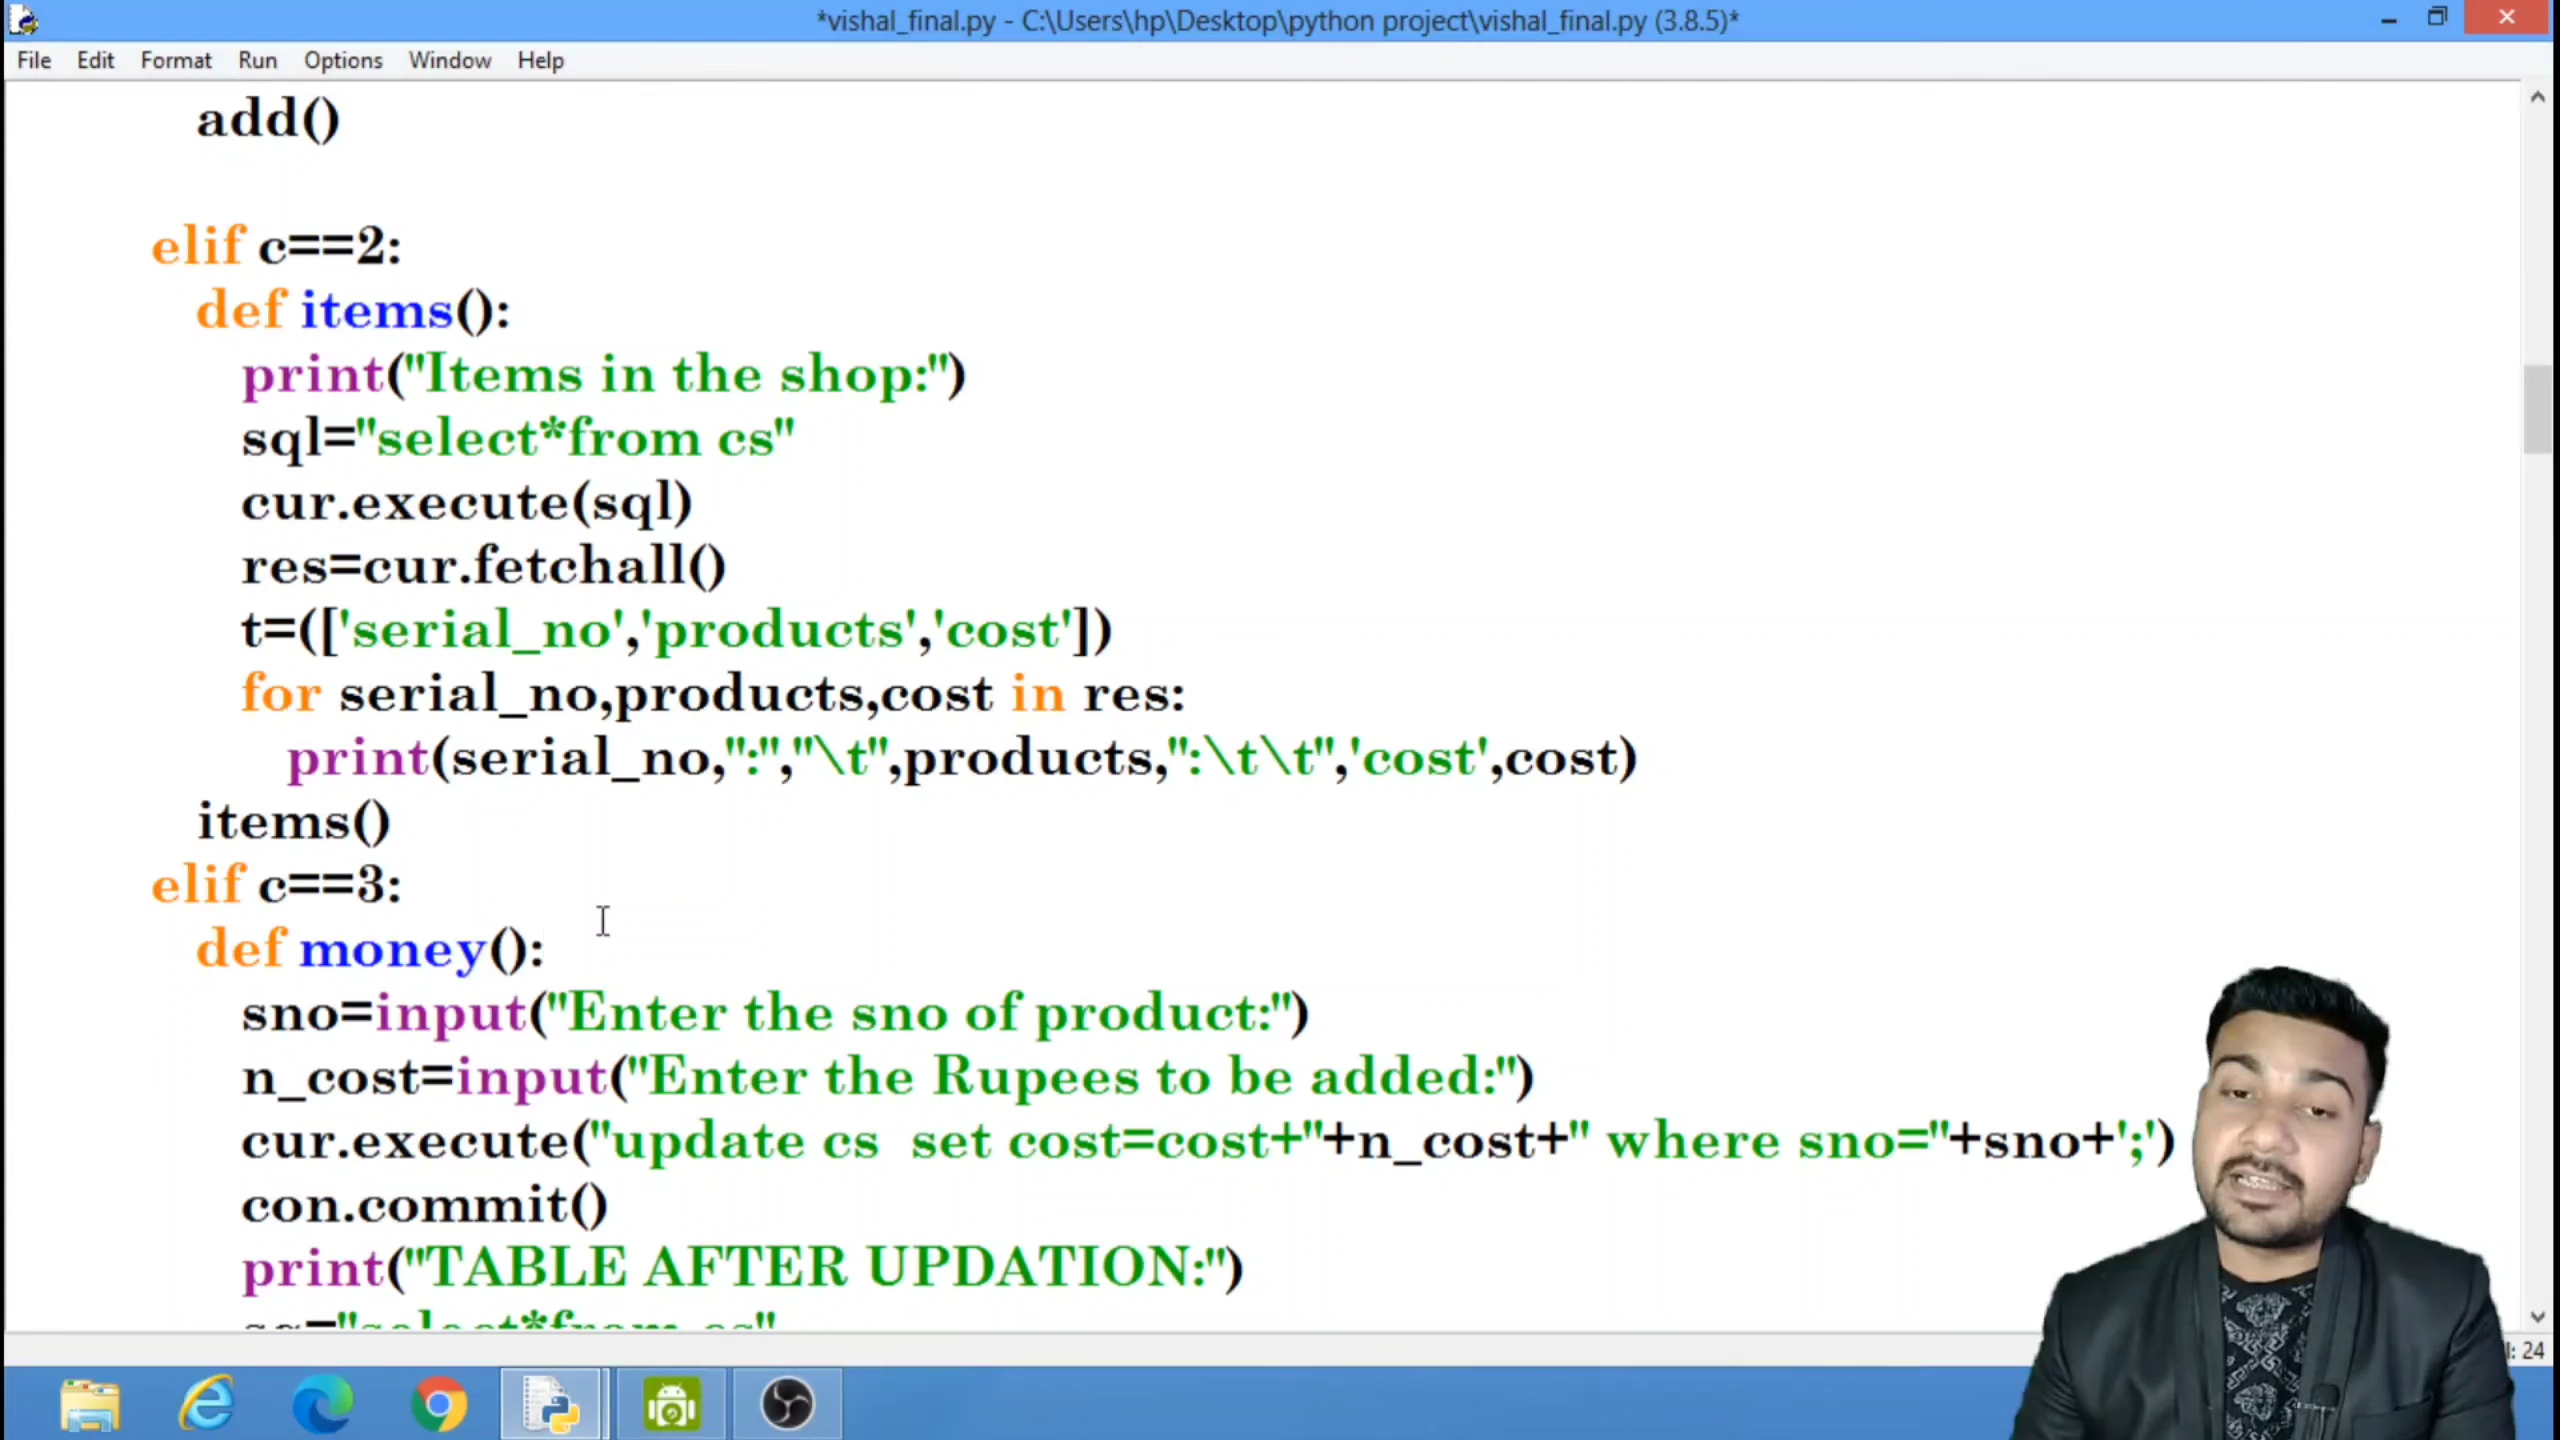 *vishal_final.py - C:\Users\hp\Desktop\python project\vishal_final.py (3.8.5)*
File Edit Format Run Options Window Help
add()
elif c==2:
def items():
print("Items in the shop:")
sql="select*from cs"
cur.execute(sql)
res=cur.fetchall()
t=(['serial_no','products','cost'])
for serial_no,products,cost in res:
print(serial_no,":","\t",products,":\t\t",'cost',cost)
items()
elif c==3:
def money():
sno=input("Enter the sno of product:")
n_cost=input("Enter the Rupees to be added:")
cur.execute("update cs  set cost=cost+"+n_cost+" where sno="+sno+';')
con.commit()
print("TABLE AFTER UPDATION:")
="select*from cs"
: 24